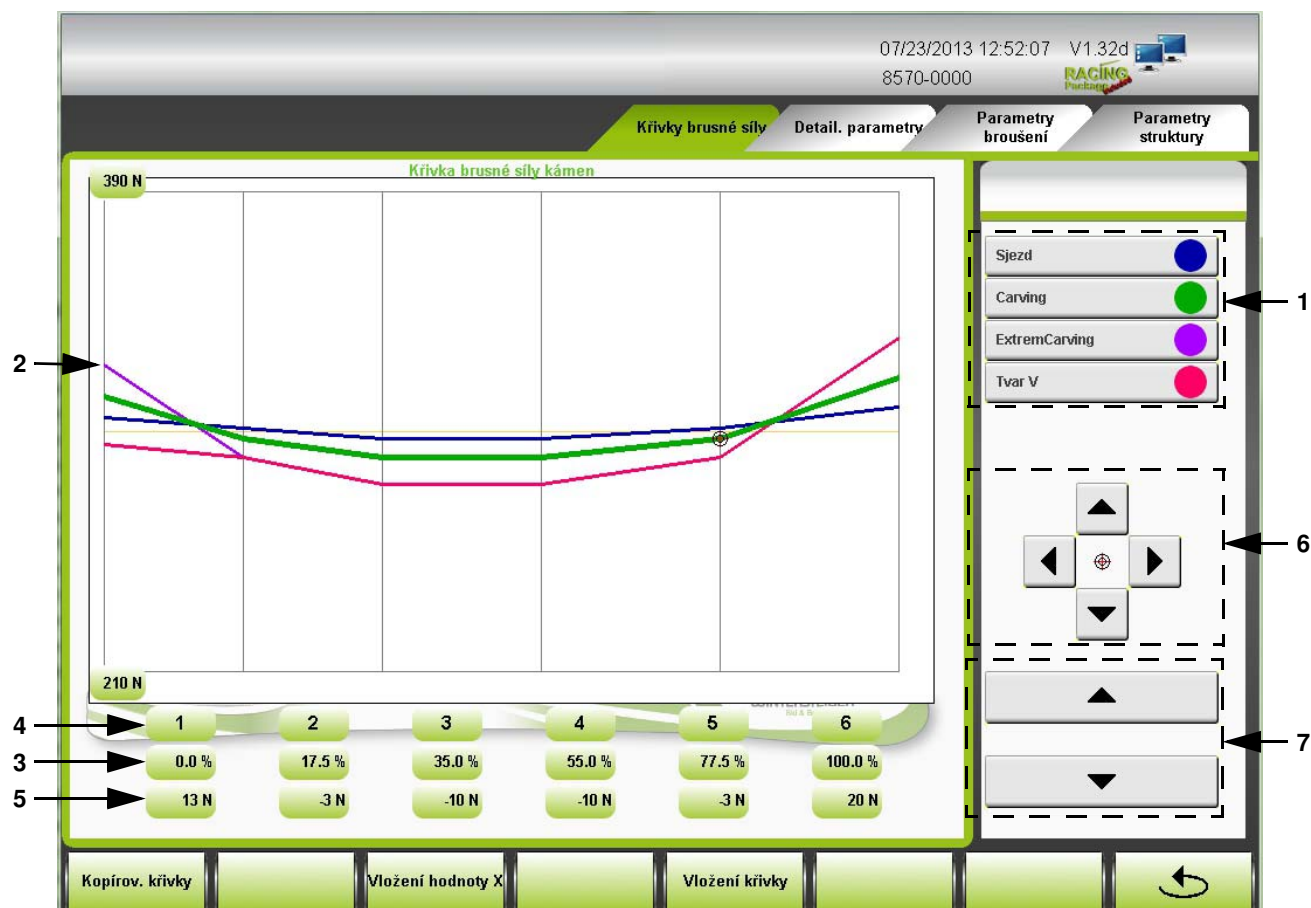 07/23/2013 12:52:07 V1.32d
8570-0000
RACING
Package
Křivky brusné síly
Detail. parametry
Parametry broušení
Parametry struktury
Křivka brusné síly kámen
390 N
210 N
Sjezd
Carving
ExtremCarving
Tvar V
1
2
6
7
4
1 2 3 4 5 6
3
0.0 % 17.5 % 35.0 % 55.0 % 77.5 % 100.0 %
5
13 N -3 N -10 N -10 N -3 N 20 N
Kopírov. křivky
Vložení hodnoty X
Vložení křivky